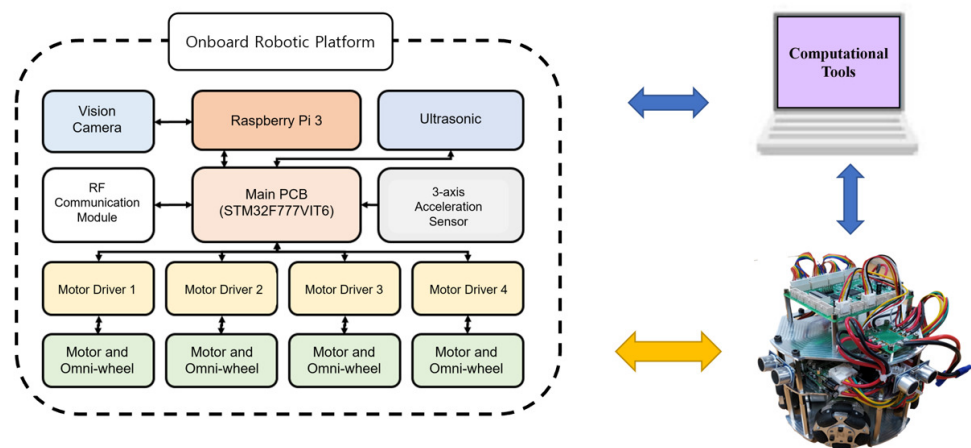 Onboard Robotic Platform
Computational
Tools
Vision
Camera
Raspberry Pi 3
Ultrasonic
RF
Communication
Module
Main PCB
(STM32F777VIT6)
3-axis
Acceleration
Sensor
Motor Driver 1
Motor Driver 2
Motor Driver 3
Motor Driver 4
Motor and
Omni-wheel
Motor and
Omni-wheel
Motor and
Omni-wheel
Motor and
Omni-wheel